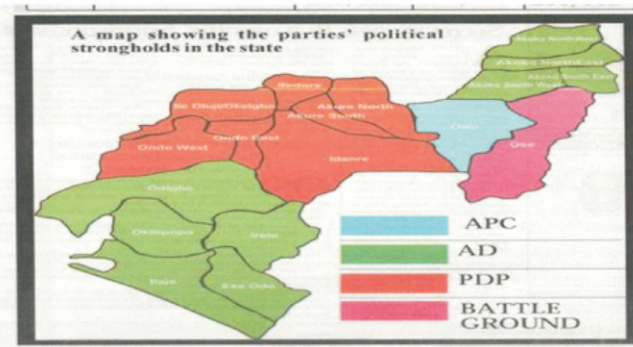 A map showing the parties' political
strongholds in the state
Akoko NorthWest
Akoko NorthEast
Akoko South East
Akoko South West
Ifedore
Ile Oluji/Okeigbo
Akure North
Akure South
Owo
Ose
Ondo East
Ondo West
Idanre
Odigbo
Okitipupa
Irele
Ilaje
Ese Odo
APC
AD
PDP
BATTLE
GROUND